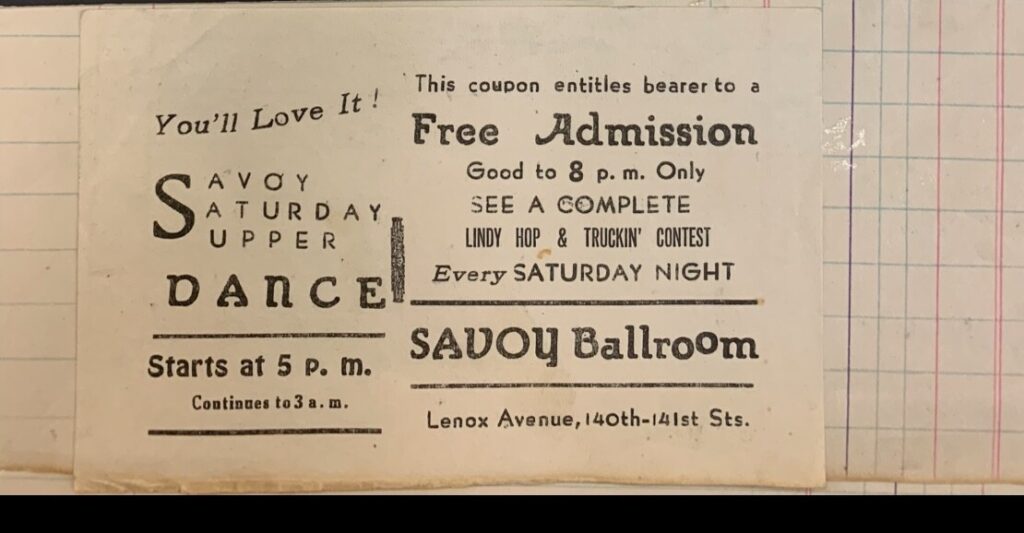 You'll Love It!
SAVOY
SATURDAY
SUPPER
DANCE
Starts at 5 p. m.
Continues to 3 a. m.
This coupon entitles bearer to a
Free Admission
Good to 8 p. m. Only
SEE A COMPLETE
LINDY HOP & TRUCKIN' CONTEST
Every SATURDAY NIGHT
SAVOY Ballroom
Lenox Avenue, 140th-141st Sts.